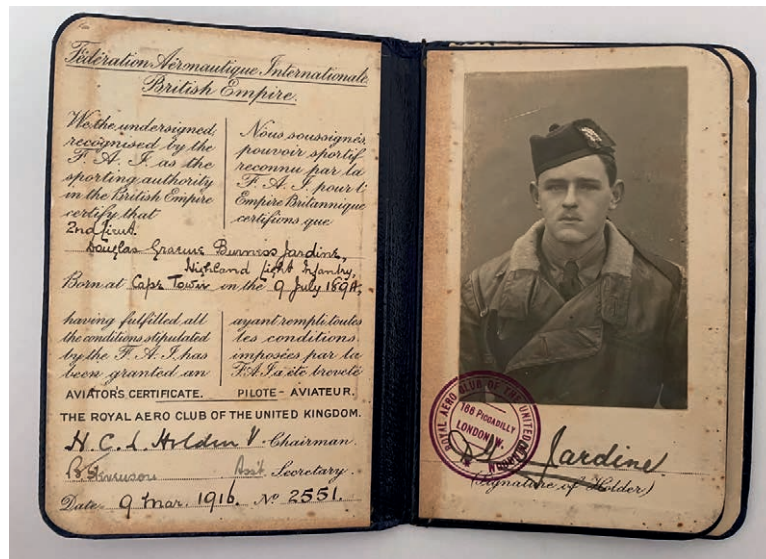 Fédération Aéronautique Internationale
British Empire.
We the undersigned
recognised by the
F. A. I. as the
sporting authority
in the British Empire
certify that
Nous soussignés
pouvoir sportif
reconnu par la
F. A. I. pour l'
Empire Britannique
certifions que
2nd Lieut.
Douglas Graeme Burness Jardine,
Highland Light Infantry,
Born at Cape Town on the 9 July 1894,
having fulfilled all
the conditions stipulated
by the F. A. I. has
been granted an
AVIATOR'S CERTIFICATE.
ayant rempli toutes
les conditions
imposées par la
F.A.I a été breveté
PILOTE - AVIATEUR.
THE ROYAL AERO CLUB OF THE UNITED KINGDOM.
H. C. L. Holden Chairman
B. Stevenson Asst. Secretary
Date 9 Mar. 1916. No 2551.
ROYAL AERO CLUB OF THE UNITED KINGDOM
166 PICCADILLY
LONDON, W.
Jardine
(Signature of Holder)